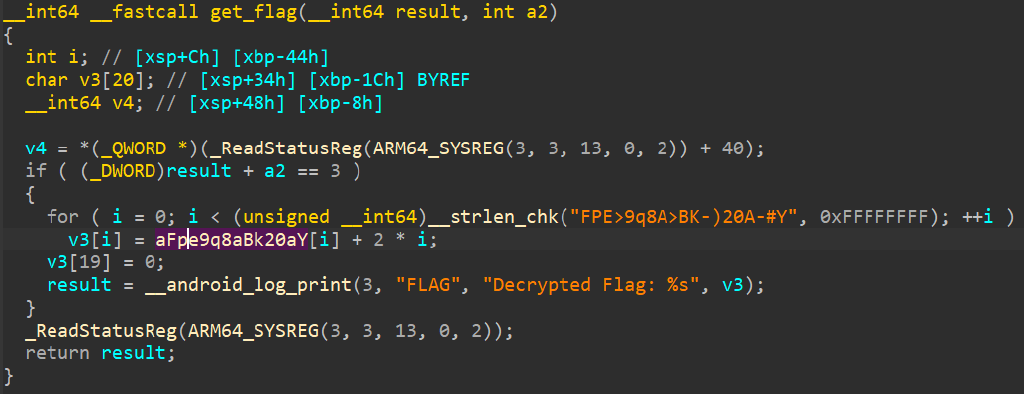 __int64 __fastcall get_flag(__int64 result, int a2)
{
  int i; // [xsp+Ch] [xbp-44h]
  char v3[20]; // [xsp+34h] [xbp-1Ch] BYREF
  __int64 v4; // [xsp+48h] [xbp-8h]

  v4 = *(_QWORD *)(_ReadStatusReg(ARM64_SYSREG(3, 3, 13, 0, 2)) + 40);
  if ( (_DWORD)result + a2 == 3 )
  {
    for ( i = 0; i < (unsigned __int64)__strlen_chk("FPE>9q8A>BK-)20A-#Y", 0xFFFFFFFF); ++i )
      v3[i] = aFpe9q8aBk20aY[i] + 2 * i;
    v3[19] = 0;
    result = __android_log_print(3, "FLAG", "Decrypted Flag: %s", v3);
  }
  _ReadStatusReg(ARM64_SYSREG(3, 3, 13, 0, 2));
  return result;
}